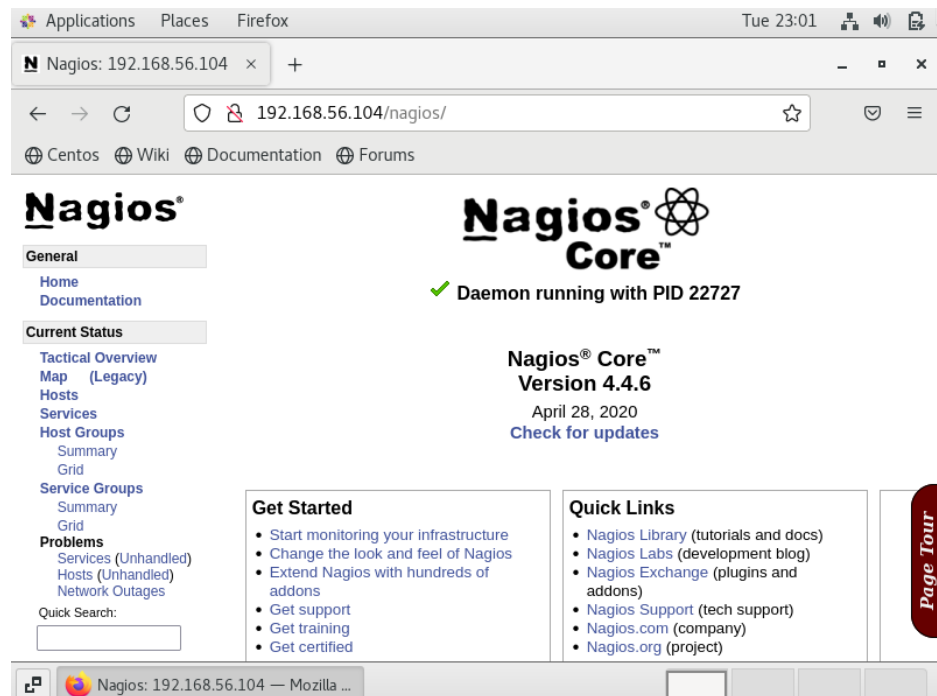 Applications Places Firefox Tue 23:01
Nagios: 192.168.56.104
192.168.56.104/nagios/
Centos Wiki Documentation Forums
Nagios®
General
Home
Documentation
Current Status
Tactical Overview
Map (Legacy)
Hosts
Services
Host Groups
Summary
Grid
Service Groups
Summary
Grid
Problems
Services (Unhandled)
Hosts (Unhandled)
Network Outages
Quick Search:
Nagios®
Core™
Daemon running with PID 22727
Nagios® Core™
Version 4.4.6
April 28, 2020
Check for updates
Get Started
• Start monitoring your infrastructure
• Change the look and feel of Nagios
• Extend Nagios with hundreds of
addons
• Get support
• Get training
• Get certified
Quick Links
• Nagios Library (tutorials and docs)
• Nagios Labs (development blog)
• Nagios Exchange (plugins and
addons)
• Nagios Support (tech support)
• Nagios.com (company)
• Nagios.org (project)
Page Tour
Nagios: 192.168.56.104 — Mozilla ...